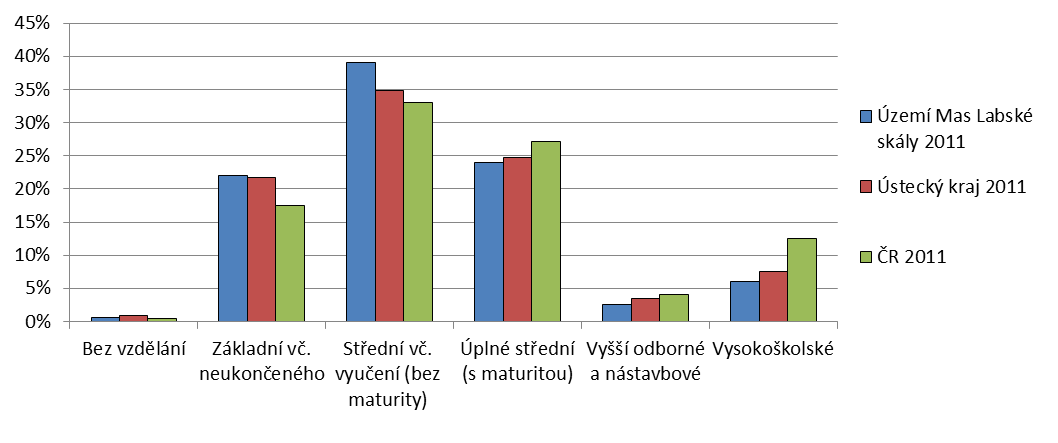 45%
40%
35%
30%
25%
20%
15%
10%
5%
0%
Bez vzdělání
Základní vč.
neukončeného
Střední vč.
vyučení (bez
maturity)
Úplné střední
(s maturitou)
Vyšší odborné
a nástavbové
Vysokoškolské
Území Mas Labské
skály 2011
Ústecký kraj 2011
ČR 2011